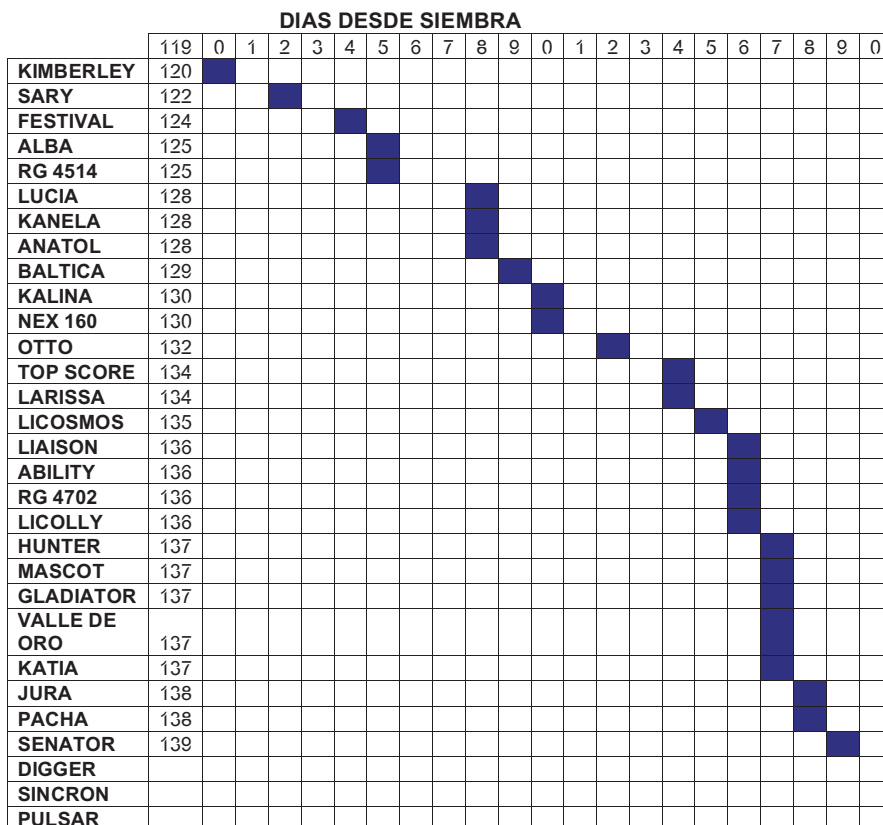 DIAS DESDE SIEMBRA
119 0 1 2 3 4 5 6 7 8 9 0 1 2 3 4 5 6 7 8 9 0
KIMBERLEY 120
SARY 122
FESTIVAL 124
ALBA 125
RG 4514 125
LUCIA 128
KANELA 128
ANATOL 128
BALTICA 129
KALINA 130
NEX 160 130
OTTO 132
TOP SCORE 134
LARISSA 134
LICOSMOS 135
LIAISON 136
ABILITY 136
RG 4702 136
LICOLLY 136
HUNTER 137
MASCOT 137
GLADIATOR 137
VALLE DE
ORO 137
KATIA 137
JURA 138
PACHA 138
SENATOR 139
DIGGER
SINCRON
PULSAR